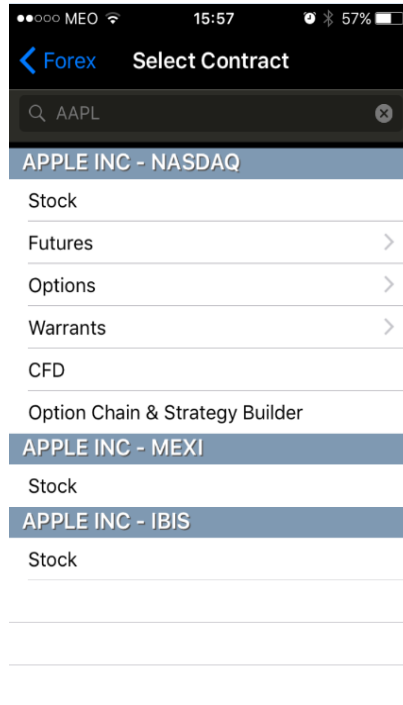 MEO 15:57 57%
Forex Select Contract
AAPL
APPLE INC - NASDAQ
Stock
Futures
Options
Warrants
CFD
Option Chain & Strategy Builder
APPLE INC - MEXI
Stock
APPLE INC - IBIS
Stock